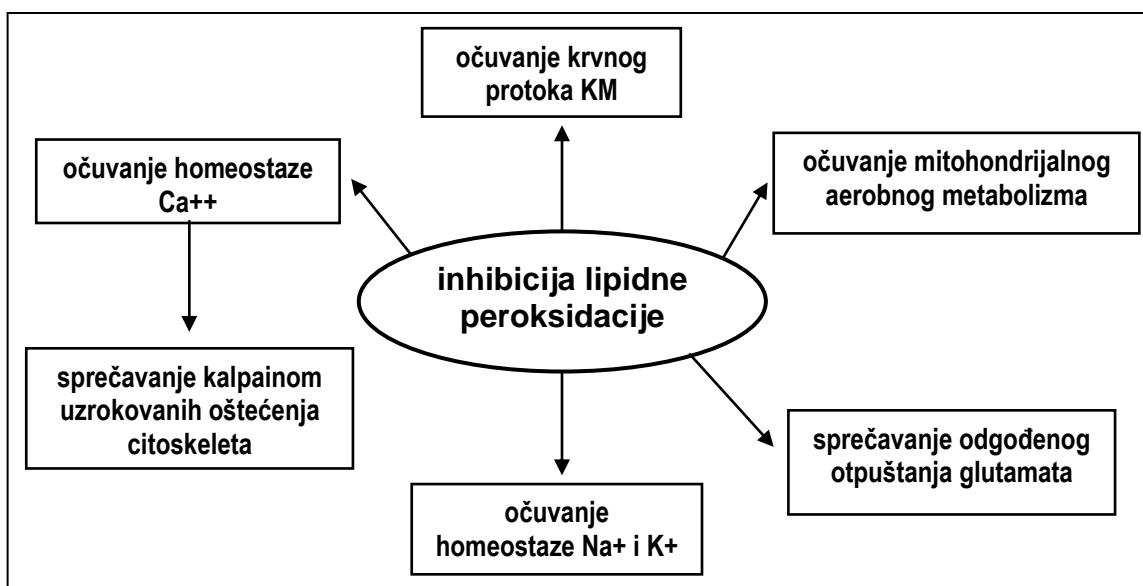 očuvanje krvnog
protoka KM
očuvanje homeostaze
Ca++
očuvanje mitohondrijalnog
aerobnog metabolizma
inhibicija lipidne
peroksidacije
sprečavanje kalpainom
uzrokovanih oštećenja
citoskeleta
sprečavanje odgođenog
otpuštanja glutamata
očuvanje
homeostaze Na+ i K+